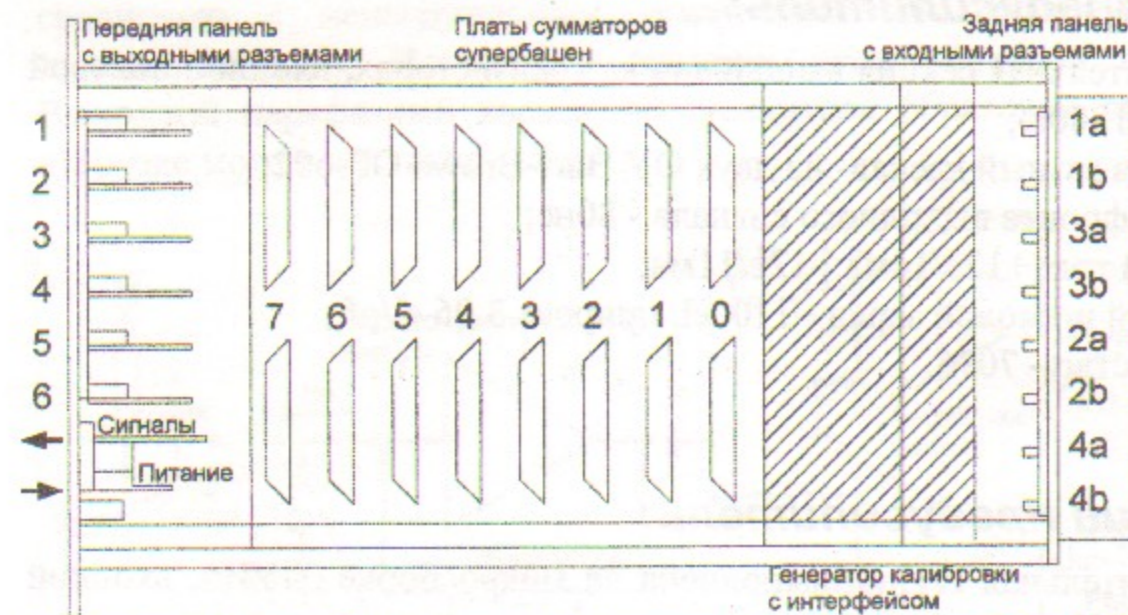 Передняя панель
с выходными разъемами
Платы сумматоров
супербашен
Задняя панель
с входными разъемами
1
2
3
4
5
6
Сигналы
Питание
7 6 5 4 3 2 1 0
1a
1b
3a
3b
2a
2b
4a
4b
Генератор калибровки
с интерфейсом